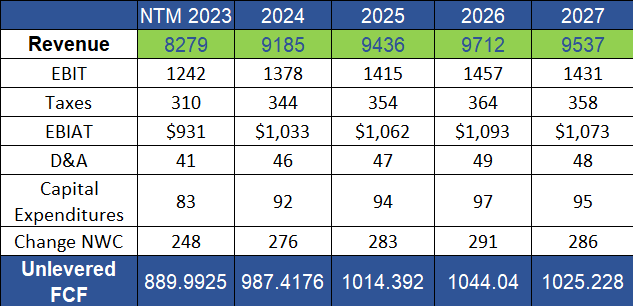 NTM 2023 2024 2025 2026 2027
Revenue 8279 9185 9436 9712 9537
EBIT 1242 1378 1415 1457 1431
Taxes 310 344 354 364 358
EBIAT $931 $1,033 $1,062 $1,093 $1,073
D&A 41 46 47 49 48
Capital
Expenditures 83 92 94 97 95
Change NWC 248 276 283 291 286
Unlevered
FCF 889.9925 987.4176 1014.392 1044.04 1025.228